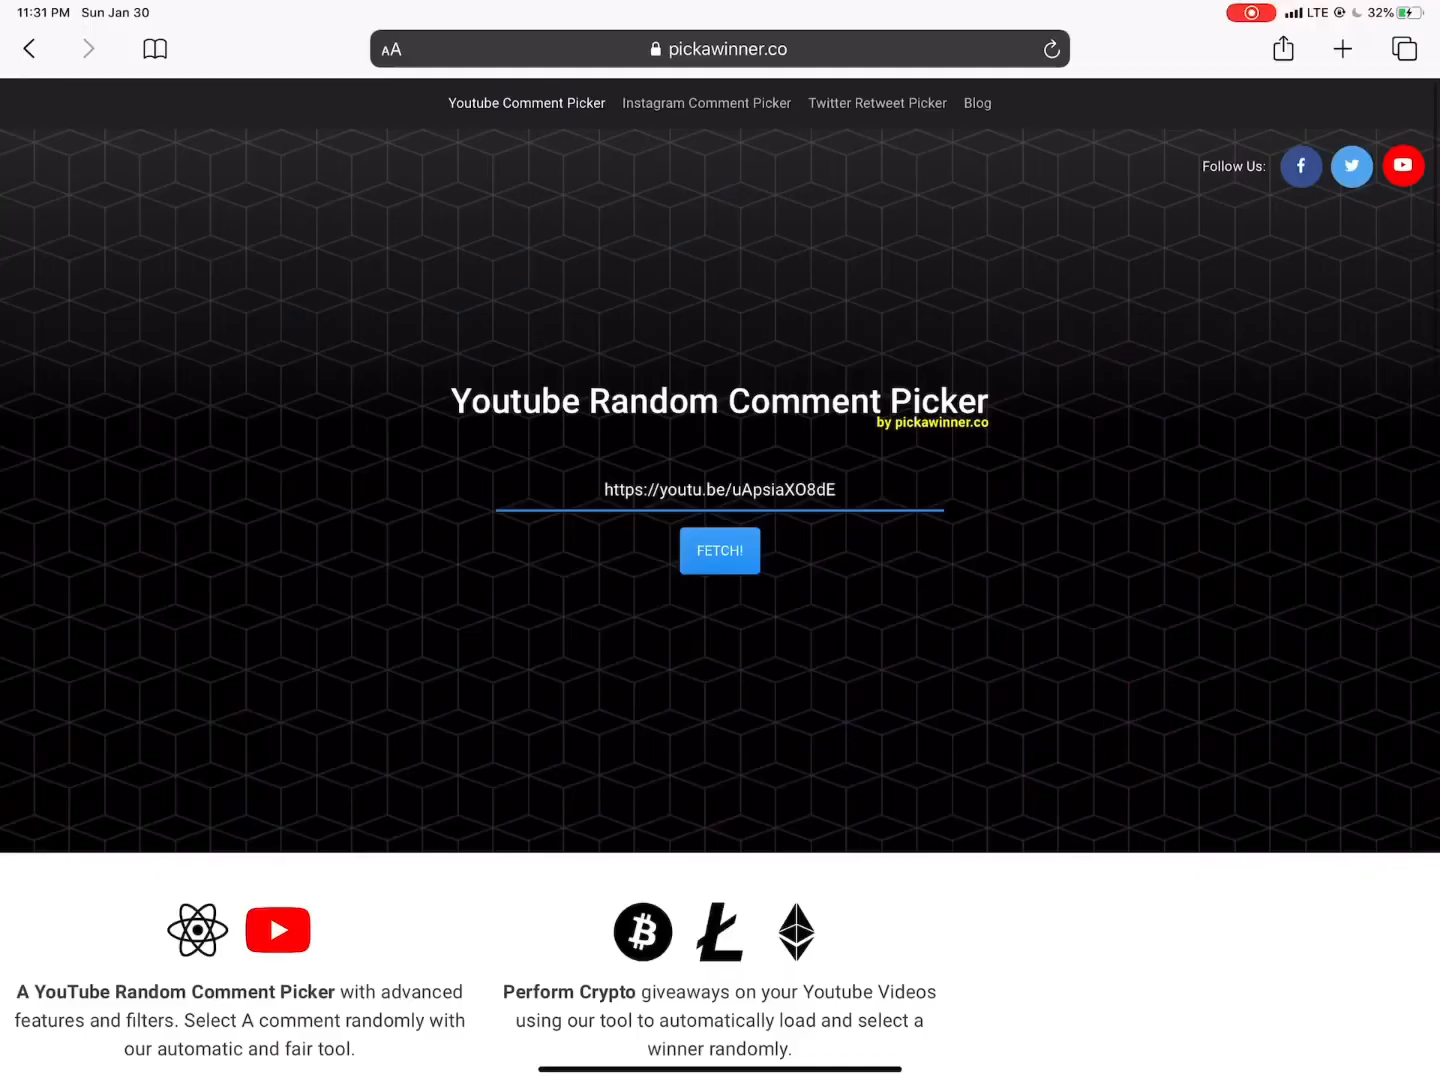 11:31 PM Sun Jan 30
LTE 32%
AA pickawinner.co
Youtube Comment Picker Instagram Comment Picker Twitter Retweet Picker Blog
Follow Us:
Youtube Random Comment Picker
by pickawinner.co
https://youtu.be/uApsiaXO8dE
FETCH!
A YouTube Random Comment Picker with advanced
features and filters. Select A comment randomly with
our automatic and fair tool.
Perform Crypto giveaways on your Youtube Videos
using our tool to automatically load and select a
winner randomly.